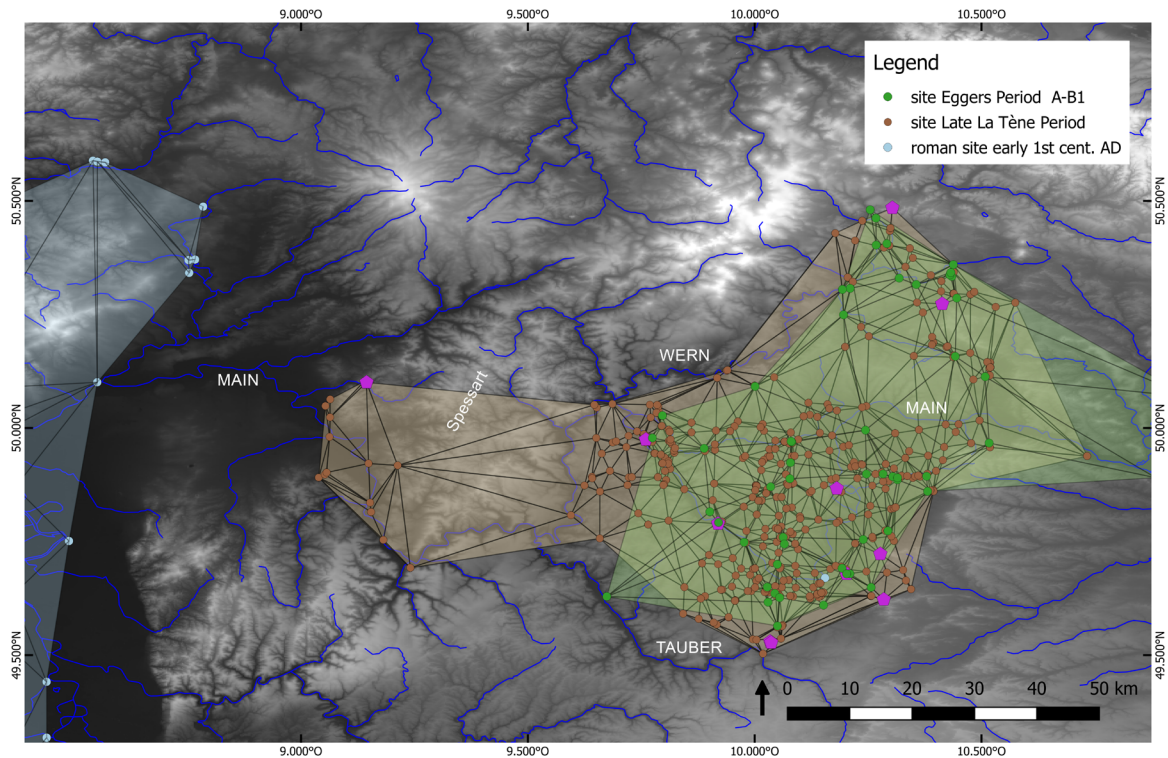 9.000°O 9.500°O 10.000°O 10.500°O
Legend
site Eggers Period A-B1
site Late La Tène Period
roman site early 1st cent. AD
50.500°N 50.500°N
WERN
MAIN
Spessart
MAIN
50.000°N 50.000°N
TAUBER
49.500°N 49.500°N
0 10 20 30 40 50 km
9.000°O 9.500°O 10.000°O 10.500°O